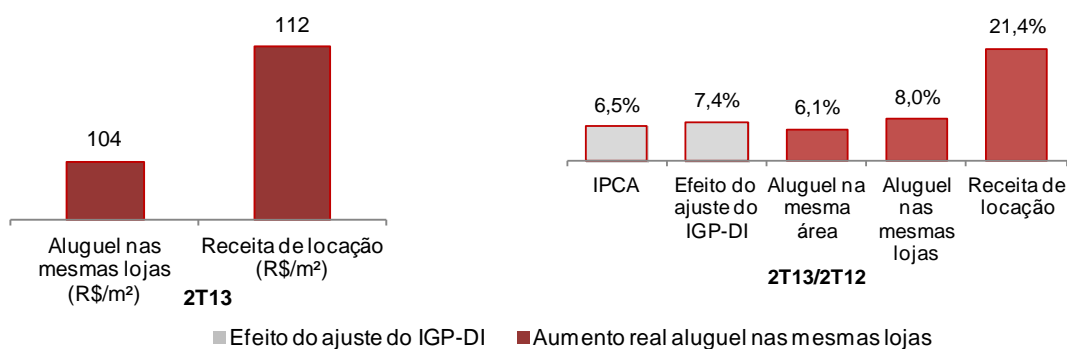 112
104
Aluguel nas
mesmas lojas
(R$/m²)
Receita de locação
(R$/m²)
2T13
21,4%
6,5%
7,4%
6,1%
8,0%
IPCA
Efeito do
ajuste do
IGP-DI
Aluguel na
mesma
área
Aluguel
nas
mesmas
lojas
Receita de
locação
2T13/2T12
Efeito do ajuste do IGP-DI
Aumento real aluguel nas mesmas lojas